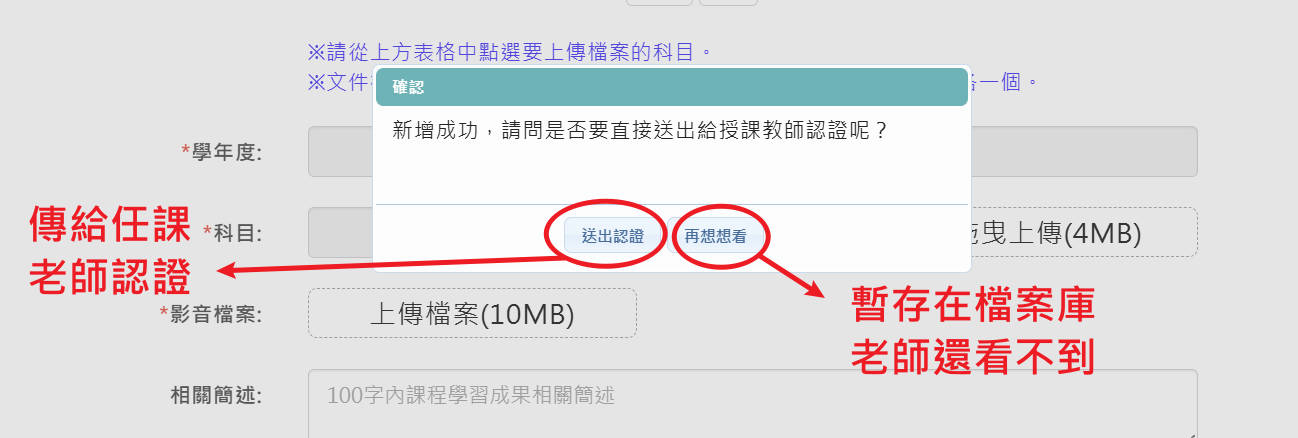 ※請從上方表格中點選要上傳檔案的科目。
※文件
一個。
確認
新增成功，請問是否要直接送出給授課教師認證呢？
*學年度:
傳給任課
老師認證
*科目:
送出認證
再想想看
曳上傳(4MB)
*影音檔案:
上傳檔案(10MB)
暫存在檔案庫
老師還看不到
相關簡述:
100字內課程學習成果相關簡述